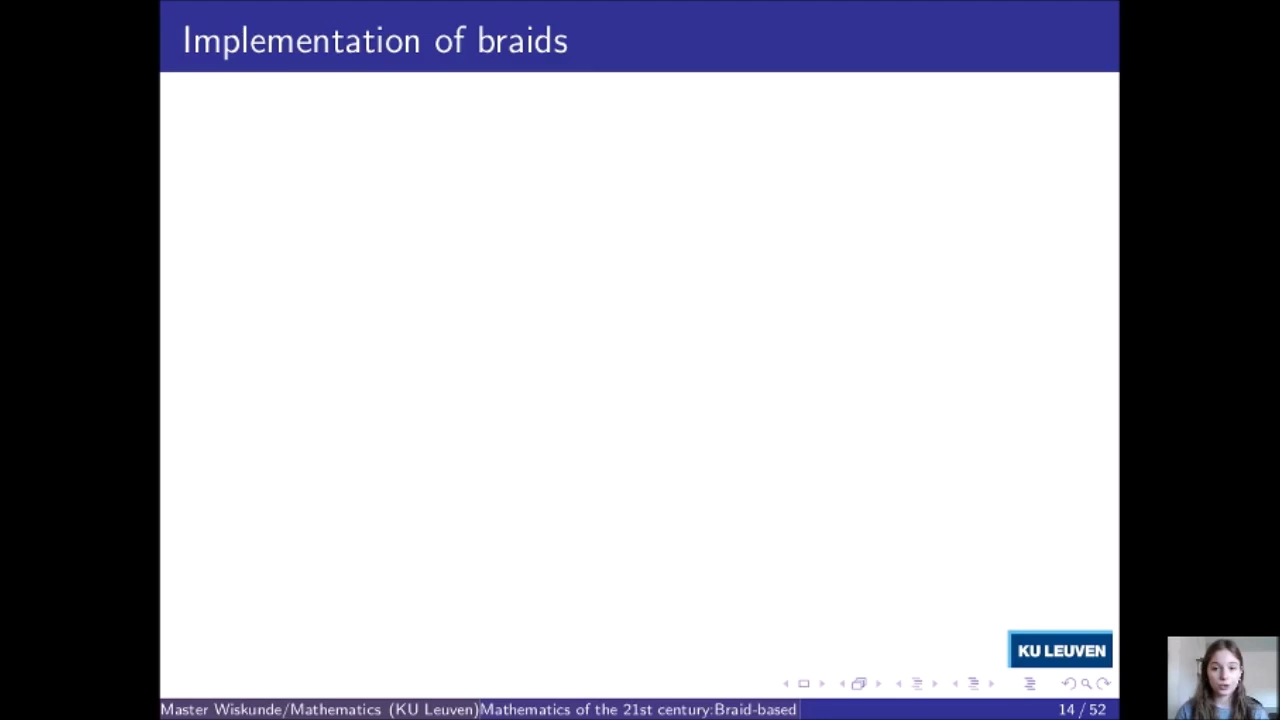 Implementation of braids
KU LEUVEN
Master Wiskunde/Mathematics (KU Leuven)Mathematics of the 21st century:Braid-based
14 / 52